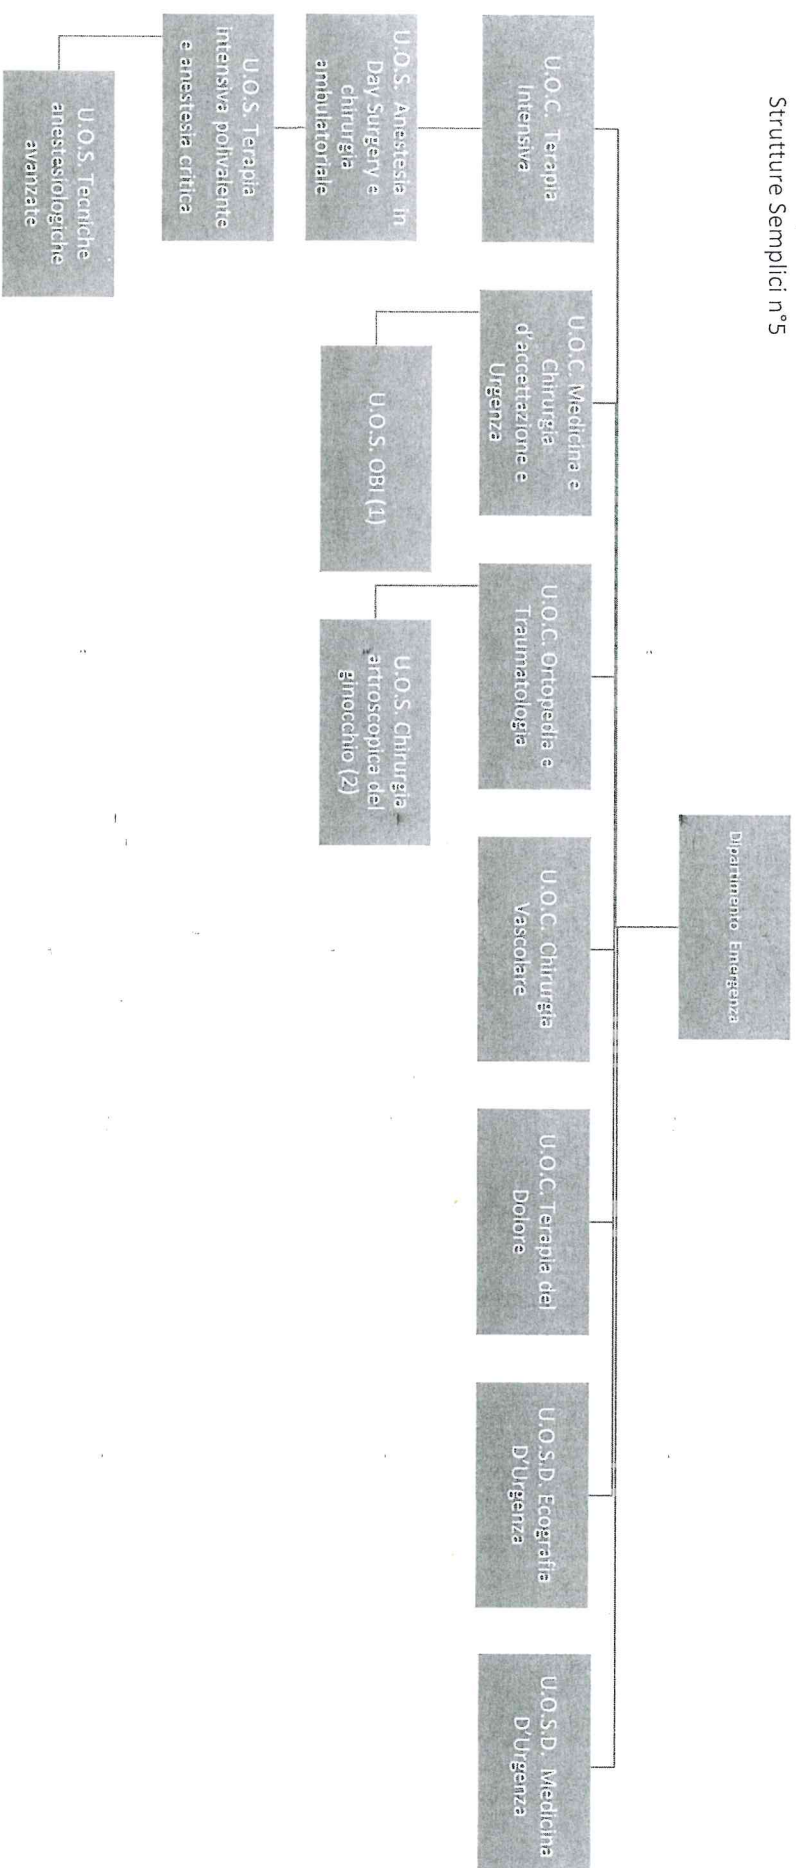 Strutture Semplici n°5
Dipartimento Emergenza
U.O.C. Terapia
Intensiva
U.O.C. Medicina e
Chirurgia
d'accettazione e
Urgenza
U.O.C. Ortopedia e
Traumatologia
U.O.C. Chirurgia
Vascolare
U.O.C. Terapia del
Dolore
U.O.S.D. Ecografia
D'Urgenza
U.O.S.D. Medicina
D'Urgenza
U.O.S. Anestesia in
Day Surgery e
chirurgia
ambulatoriale
U.O.S. OBI (1)
U.O.S. Chirurgia
artroscopica del
ginocchio (2)
U.O.S. Terapia
intensiva polivalente
e anestesia critica
U.O.S. Tecniche
anestasiologiche
avanzate